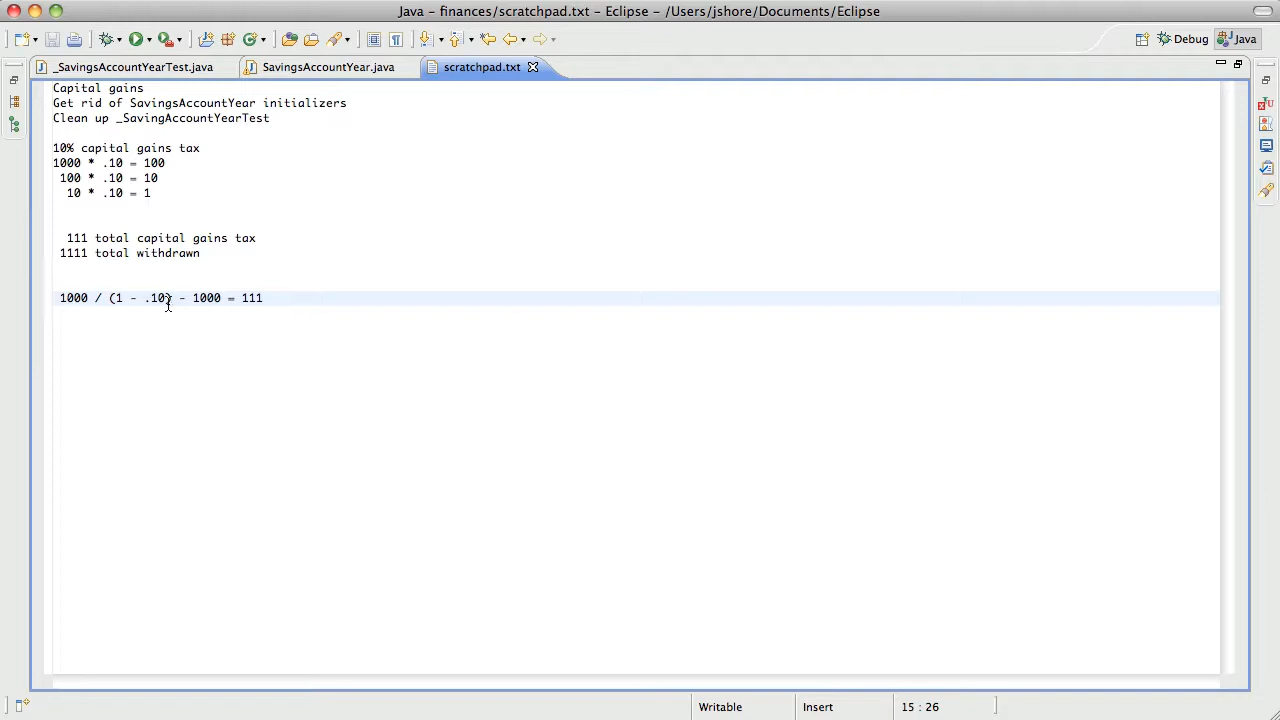 Java – finances/scratchpad.txt – Eclipse – /Users/jshore/Documents/Eclipse
Debug
Java
_SavingsAccountYearTest.java
SavingsAccountYear.java
scratchpad.txt
Capital gains
Get rid of SavingsAccountYear initializers
Clean up _SavingAccountYearTest
10% capital gains tax
1000 * .10 = 100
100 * .10 = 10
10 * .10 = 1
111 total capital gains tax
1111 total withdrawn
1000 / (1 - .10) - 1000 = 111
Writable
Insert
15 : 26